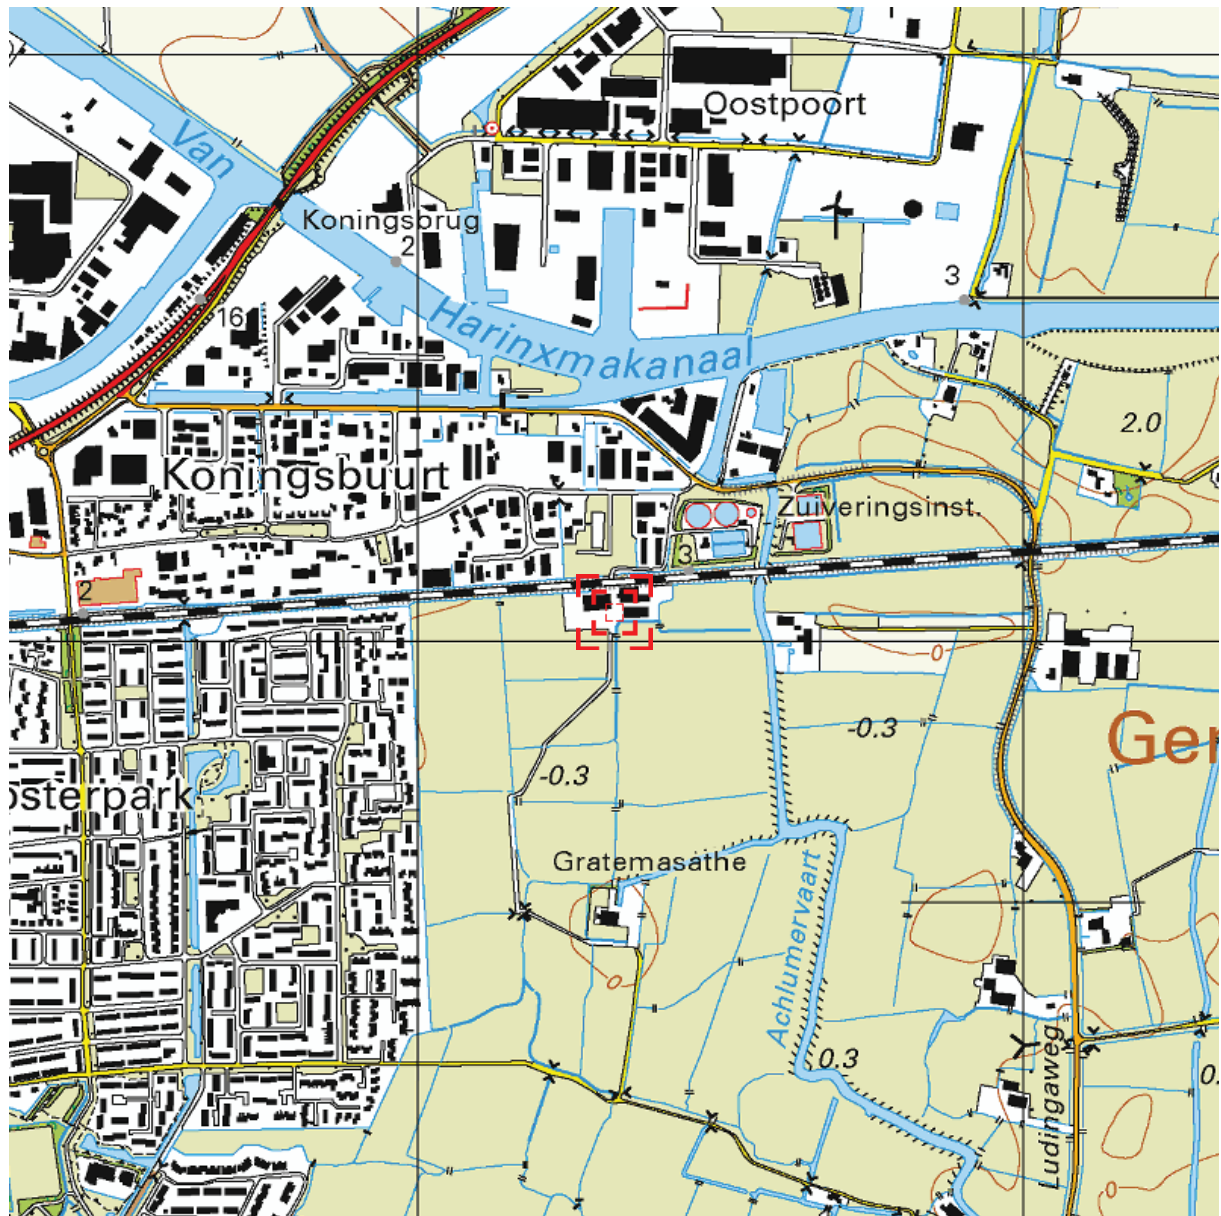 Oostpoort
Van
Koningsbrug
2
3
16
Harinxmakanaal
2.0
Koningsbuurt
Zuiveringsinst.
3
2
0
-0.3
Ger
-0.3
osterpark
Gratemasathe
Achlumervaart
0
0.3
Ludingaweg
0.
0